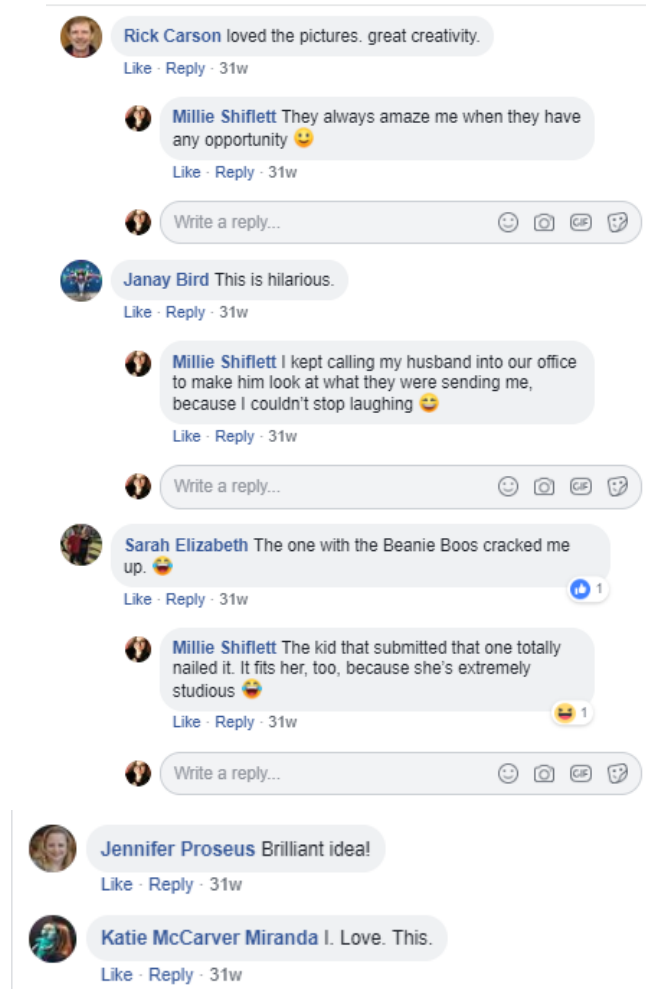 Rick Carson loved the pictures. great creativity.
Like · Reply · 31w
Millie Shiflett They always amaze me when they have
any opportunity 🙂
Like · Reply · 31w
Write a reply... GIF
Janay Bird This is hilarious.
Like · Reply · 31w
Millie Shiflett I kept calling my husband into our office
to make him look at what they were sending me,
because I couldn't stop laughing 😂
Like · Reply · 31w
Write a reply... GIF
Sarah Elizabeth The one with the Beanie Boos cracked me
up. 😂
1
Like · Reply · 31w
Millie Shiflett The kid that submitted that one totally
nailed it. It fits her, too, because she's extremely
studious 😂
1
Like · Reply · 31w
Write a reply... GIF
Jennifer Proseus Brilliant idea!
Like · Reply · 31w
Katie McCarver Miranda I. Love. This.
Like · Reply · 31w